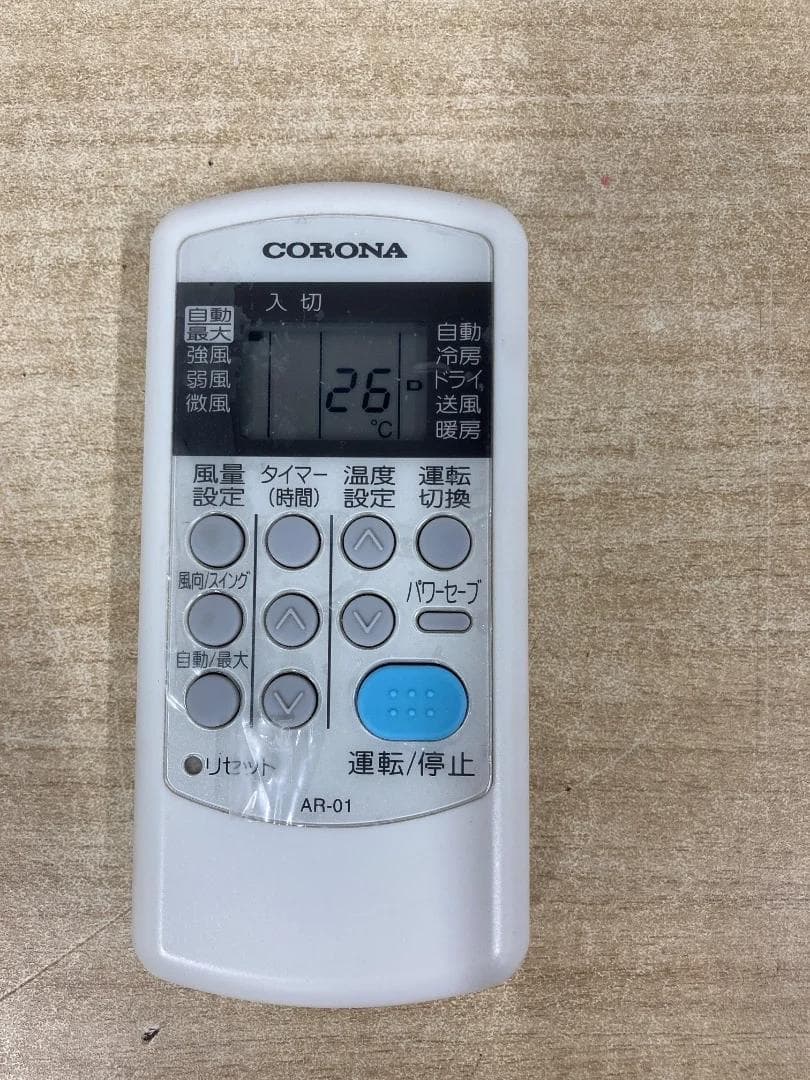 CORONA
入 切
自動
最大
強風
弱風
微風
26
℃
自動
冷房
ドライ
送風
暖房
風量
設定
タイマー
(時間)
温度
設定
運転
切換
風向/スイング
パワーセーブ
自動/最大
リセット
運転/停止
AR-01